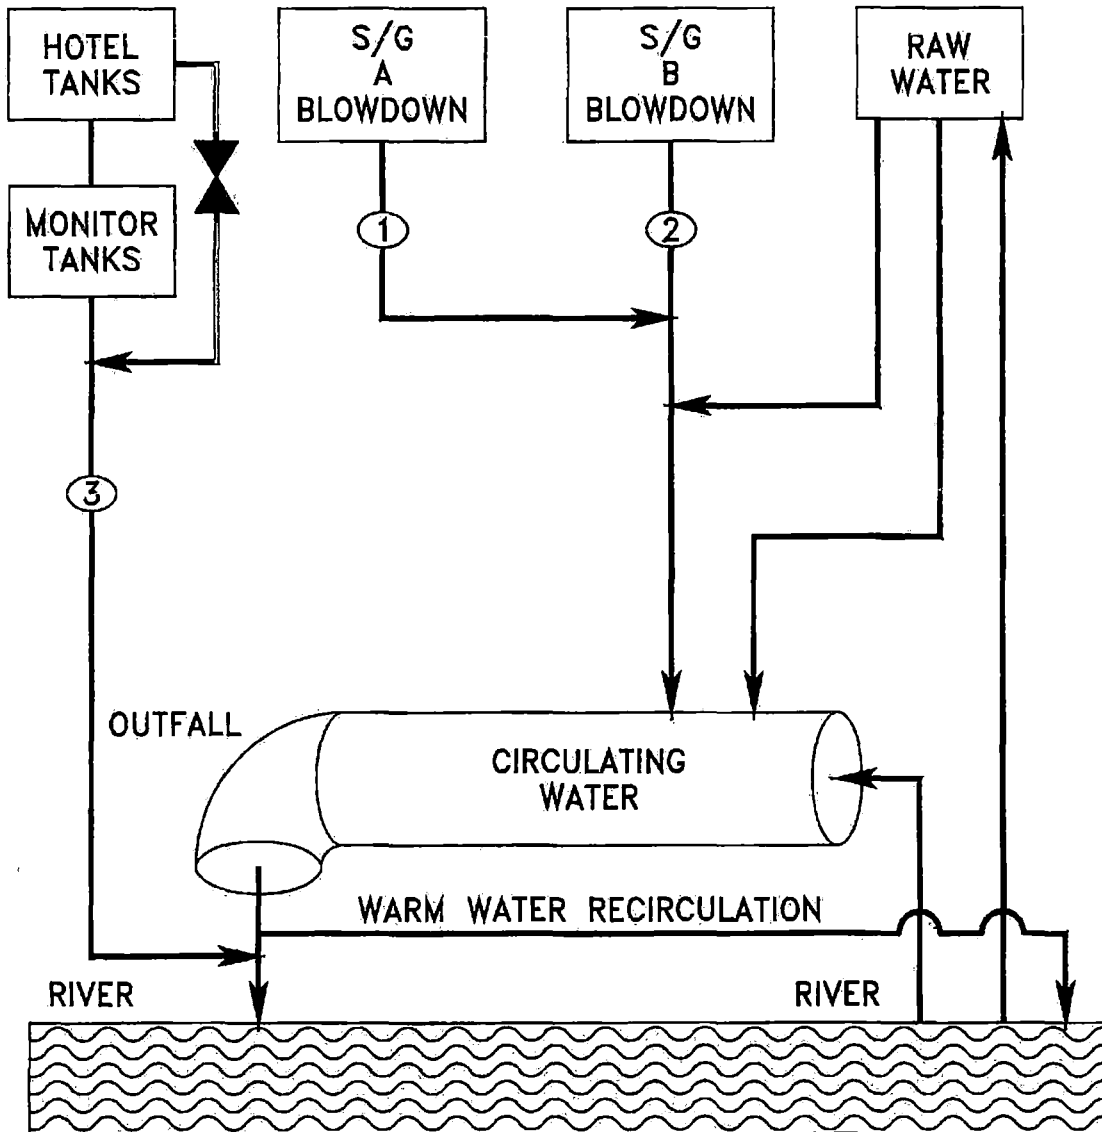 HOTEL
TANKS
S/G
A
BLOWDOWN
S/G
B
BLOWDOWN
RAW
WATER
MONITOR
TANKS
1
2
3
OUTFALL
CIRCULATING
WATER
WARM WATER RECIRCULATION
RIVER
RIVER